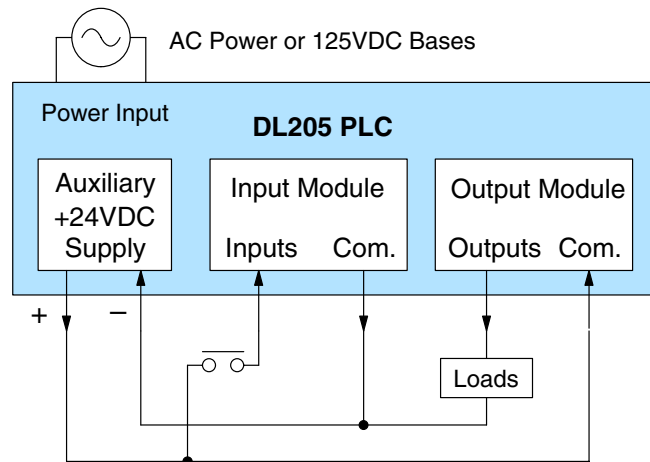 AC Power or 125VDC Bases
Power Input
DL205 PLC
Auxiliary
+24VDC
Supply
Input Module
Inputs Com.
Output Module
Outputs Com.
+ −
Loads